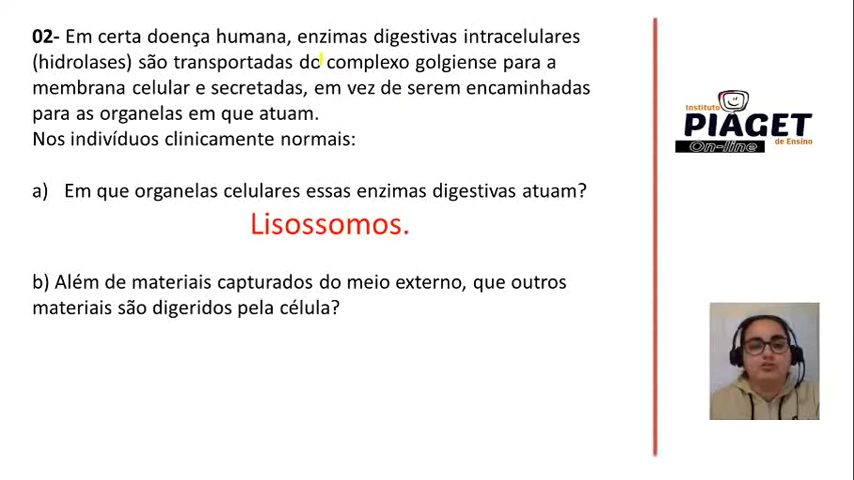 02- Em certa doença humana, enzimas digestivas intracelulares
(hidrolases) são transportadas do complexo golgiense para a
membrana celular e secretadas, em vez de serem encaminhadas
para as organelas em que atuam.
Nos indivíduos clinicamente normais:
a) Em que organelas celulares essas enzimas digestivas atuam?
Lisossomos.
b) Além de materiais capturados do meio externo, que outros
materiais são digeridos pela célula?
Instituto
PIAGET
On-line de Ensino